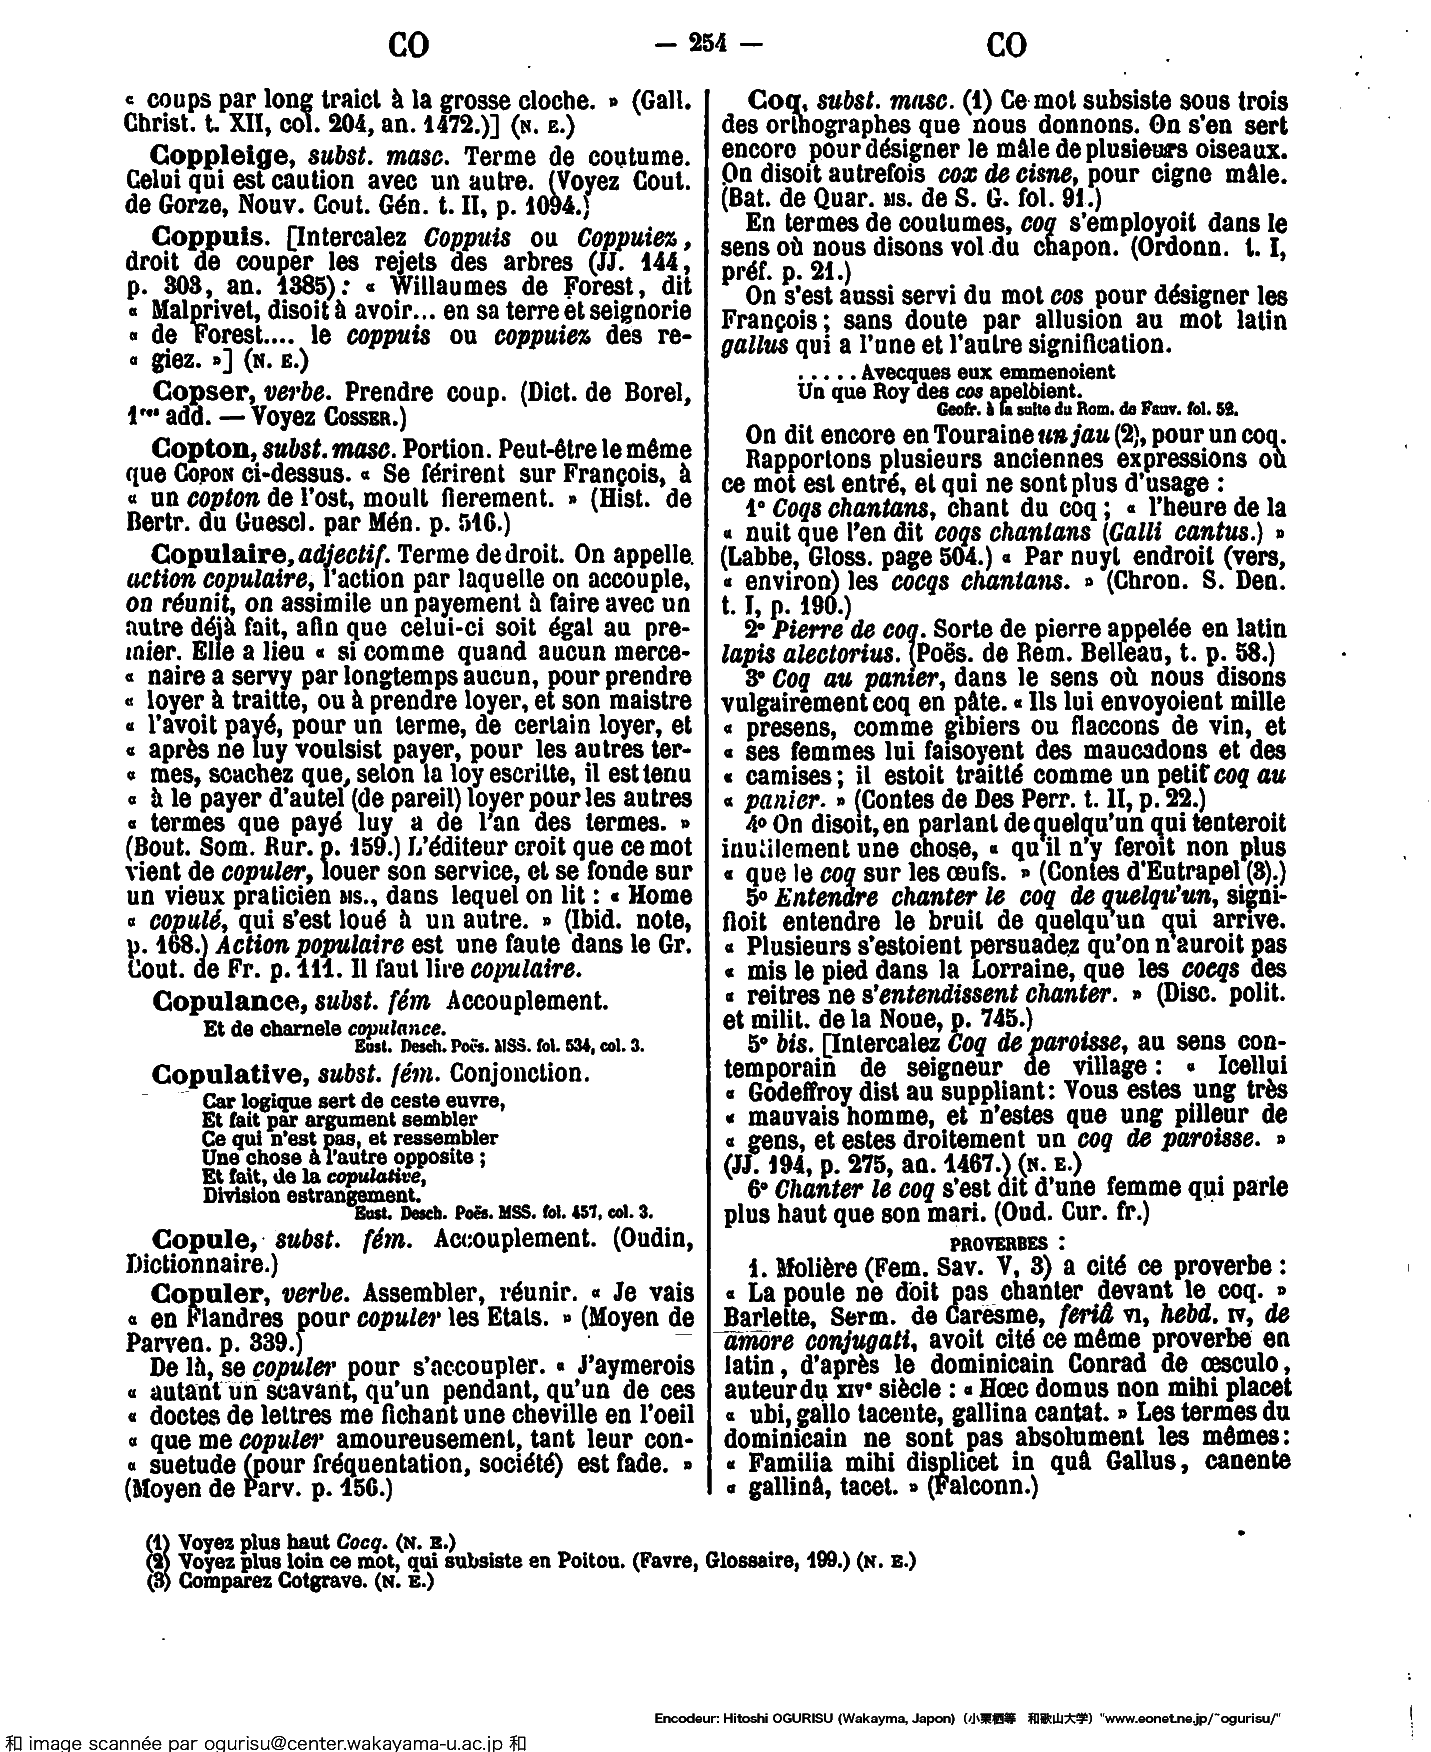 CO — 254 — CO
« coups par long traict à la grosse cloche. » (Gall.
Christ. t. XII, col. 204, an. 1472.)] (N. E.)
Coppleige, subst. masc. Terme de coutume.
Celui qui est caution avec un autre. (Voyez Cout.
de Gorze, Nouv. Cout. Gén. t. II, p. 1094.)
Coppuis. [Intercalez Coppuis ou Coppuiez,
droit de couper les rejets des arbres (JJ. 144,
p. 303, an. 1385) : « Willaumes de Forest, dit
« Malprivet, disoit à avoir... en sa terre et seignorie
« de Forest.... le coppuis ou coppuiez des re-
« giez. »] (N. E.)
Copser, verbe. Prendre coup. (Dict. de Borel,
1res add. — Voyez COSSER.)
Copton, subst. masc. Portion. Peut-être le même
que COPON ci-dessus. « Se férirent sur François, à
« un copton de l'ost, moult fierement. » (Hist. de
Bertr. du Guescl. par Mén. p. 516.)
Copulaire, adjectif. Terme de droit. On appelle
action copulaire, l'action par laquelle on accouple,
on réunit, on assimile un payement à faire avec un
autre déjà fait, afin que celui-ci soit égal au pre-
mier. Elle a lieu « si comme quand aucun merce-
« naire a servy par longtemps aucun, pour prendre
« loyer à traitte, ou à prendre loyer, et son maistre
« l'avoit payé, pour un terme, de certain loyer, et
« après ne luy voulsist payer, pour les autres ter-
« mes, scachez que, selon la loy escritte, il est tenu
« à le payer d'autel (de pareil) loyer pour les autres
« termes que payé luy a de l'an des termes. »
(Bout. Som. Rur. p. 159.) L'éditeur croit que ce mot
vient de copuler, louer son service, et se fonde sur
un vieux praticien MS., dans lequel on lit : « Home
« copulé, qui s'est loué à un autre. » (Ibid. note,
p. 168.) Action populaire est une faute dans le Gr.
Cout. de Fr. p. 111. Il faut lire copulaire.
Copulance, subst. fém Accouplement.
Et de charnele copulance.
Eust. Desch. Poës. MSS. fol. 534, col. 3.
Copulative, subst. fém. Conjonction.
Car logique sert de ceste euvre,
Et fait par argument sembler
Ce qui n'est pas, et ressembler
Une chose à l'autre opposite ;
Et fait, de la copulative,
Division estrangement.
Eust. Desch. Poës. MSS. fol. 457, col. 3.
Copule, subst. fém. Accouplement. (Oudin,
Dictionnaire.)
Copuler, verbe. Assembler, réunir. « Je vais
« en Flandres pour copuler les Etats. » (Moyen de
Parven. p. 339.)
De là, se copuler pour s'accoupler. « J'aymerois
« autant un scavant, qu'un pendant, qu'un de ces
« doctes de lettres me fichant une cheville en l'oeil
« que me copuler amoureusement, tant leur con-
« suetude (pour fréquentation, société) est fade. »
(Moyen de Parv. p. 156.)
Coq, subst. masc. (1) Ce mot subsiste sous trois
des orthographes que nous donnons. On s'en sert
encore pour désigner le mâle de plusieurs oiseaux.
On disoit autrefois cox de cisne, pour cigne mâle.
(Bat. de Quar. MS. de S. G. fol. 91.)
En termes de coutumes, coq s'employoit dans le
sens où nous disons vol du chapon. (Ordonn. t. I,
préf. p. 21.)
On s'est aussi servi du mot cos pour désigner les
François ; sans doute par allusion au mot latin
gallus qui a l'une et l'autre signification.
..... Avecques eux emmenoient
Un que Roy des cos apeloient.
Geofr. à la suite du Rom. de Fauv. fol. 52.
On dit encore en Touraine un jau (2), pour un coq.
Rapportons plusieurs anciennes expressions où
ce mot est entré, et qui ne sont plus d'usage :
1° Coqs chantans, chant du coq ; « l'heure de la
« nuit que l'en dit coqs chantans (Galli cantus.) »
(Labbe, Gloss. page 504.) « Par nuyt endroit (vers,
« environ) les cocqs chantans. » (Chron. S. Den.
t. I, p. 190.)
2° Pierre de coq. Sorte de pierre appelée en latin
lapis alectorius. (Poës. de Rem. Belleau, t. p. 58.)
3° Coq au panier, dans le sens où nous disons
vulgairement coq en pâte. « Ils lui envoyoient mille
« presens, comme gibiers ou flaccons de vin, et
« ses femmes lui faisoyent des maucadons et des
« camises ; il estoit traitté comme un petit coq au
« panier. » (Contes de Des Perr. t. II, p. 22.)
4° On disoit, en parlant de quelqu'un qui tenteroit
inutilement une chose, « qu'il n'y feroit non plus
« que le coq sur les œufs. » (Contes d'Eutrapel (3).)
5° Entendre chanter le coq de quelqu'un, signi-
fioit entendre le bruit de quelqu'un qui arrive.
« Plusieurs s'estoient persuadez qu'on n'auroit pas
« mis le pied dans la Lorraine, que les cocqs des
« reitres ne s'entendissent chanter. » (Disc. polit.
et milit. de la Noue, p. 745.)
5° bis. [Intercalez Coq de paroisse, au sens con-
temporain de seigneur de village : « Icellui
« Godeffroy dist au suppliant : Vous estes ung très
« mauvais homme, et n'estes que ung pilleur de
« gens, et estes droitement un coq de paroisse. »
(JJ. 194, p. 275, an. 1467.) (N. E.)
6° Chanter le coq s'est dit d'une femme qui parle
plus haut que son mari. (Oud. Cur. fr.)
PROVERBES :
1. Molière (Fem. Sav. V, 3) a cité ce proverbe :
« La poule ne doit pas chanter devant le coq. »
Barlette, Serm. de Caresme, feriâ VI, hebd. IV, de
amore conjugati, avoit cité ce même proverbe en
latin, d'après le dominicain Conrad de œsculo,
auteur du XIVe siècle : « Hœc domus non mihi placet
« ubi, gallo tacente, gallina cantat. » Les termes du
dominicain ne sont pas absolument les mêmes :
« Familia mihi displicet in quâ Gallus, canente
« gallinâ, tacet. » (Falconn.)
(1) Voyez plus haut Cocq. (N. E.)
(2) Voyez plus loin ce mot, qui subsiste en Poitou. (Favre, Glossaire, 199.) (N. E.)
(3) Comparez Cotgrave. (N. E.)
Encodeur: Hitoshi OGURISU (Wakayma, Japon) (小栗栖等 和歌山大学) "www.eonet.ne.jp/~ogurisu/"
和 image scannée par ogurisu@center.wakayama-u.ac.jp 和